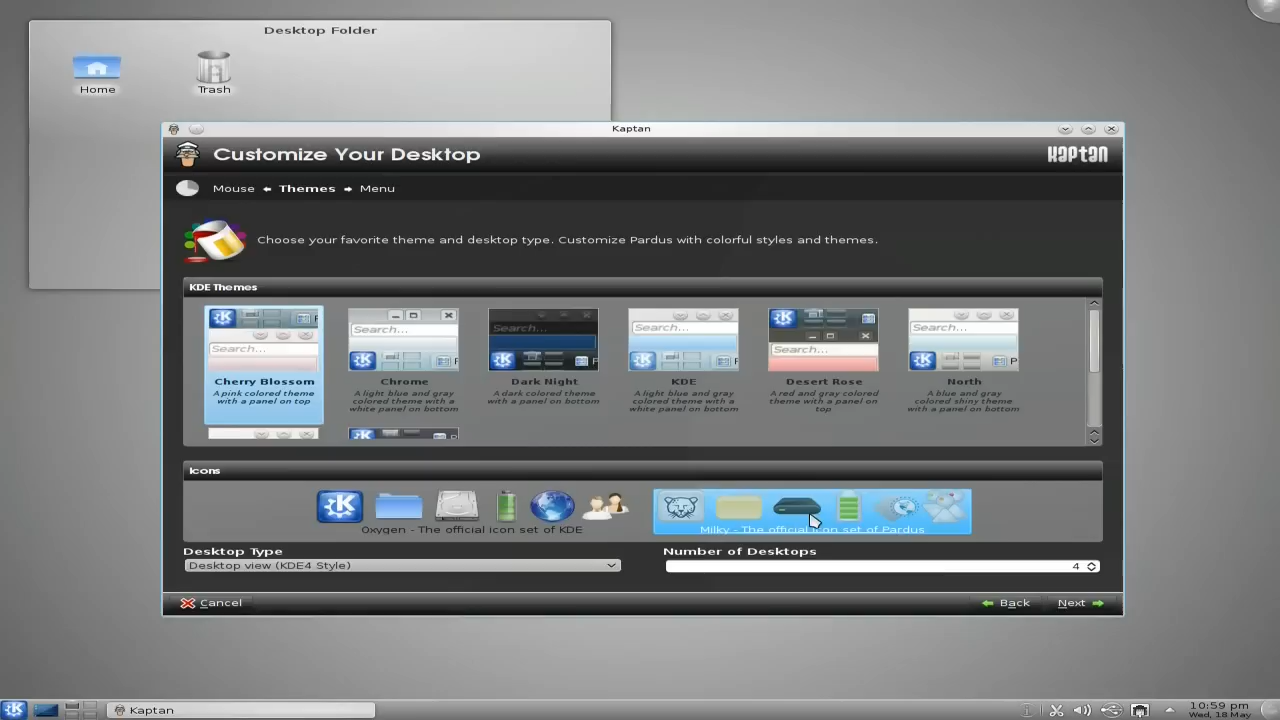 Desktop Folder
Home
Trash
Kaptan
Customize Your Desktop
Kaptan
Mouse
Themes
Menu
Choose your favorite theme and desktop type. Customize Pardus with colorful styles and themes.
KDE Themes
Search...
Cherry Blossom
A pink colored theme
with a panel on top
Search...
Chrome
A light blue and gray
colored theme with a
white panel on bottom
Search...
Dark Night
A dark colored theme
with a panel on bottom
Search...
KDE
A light blue and gray
colored theme with a
white panel on bottom
Search...
Desert Rose
A red and gray colored
theme with a panel on
top
Search...
North
A blue and gray
colored shiny theme
with a panel on bottom
Icons
Oxygen - The official icon set of KDE
Milky - The official icon set of Pardus
Desktop Type
Number of Desktops
Desktop view (KDE4 Style)
4
Cancel
Back
Next
Kaptan
10:59 pm
Wed, 18 May